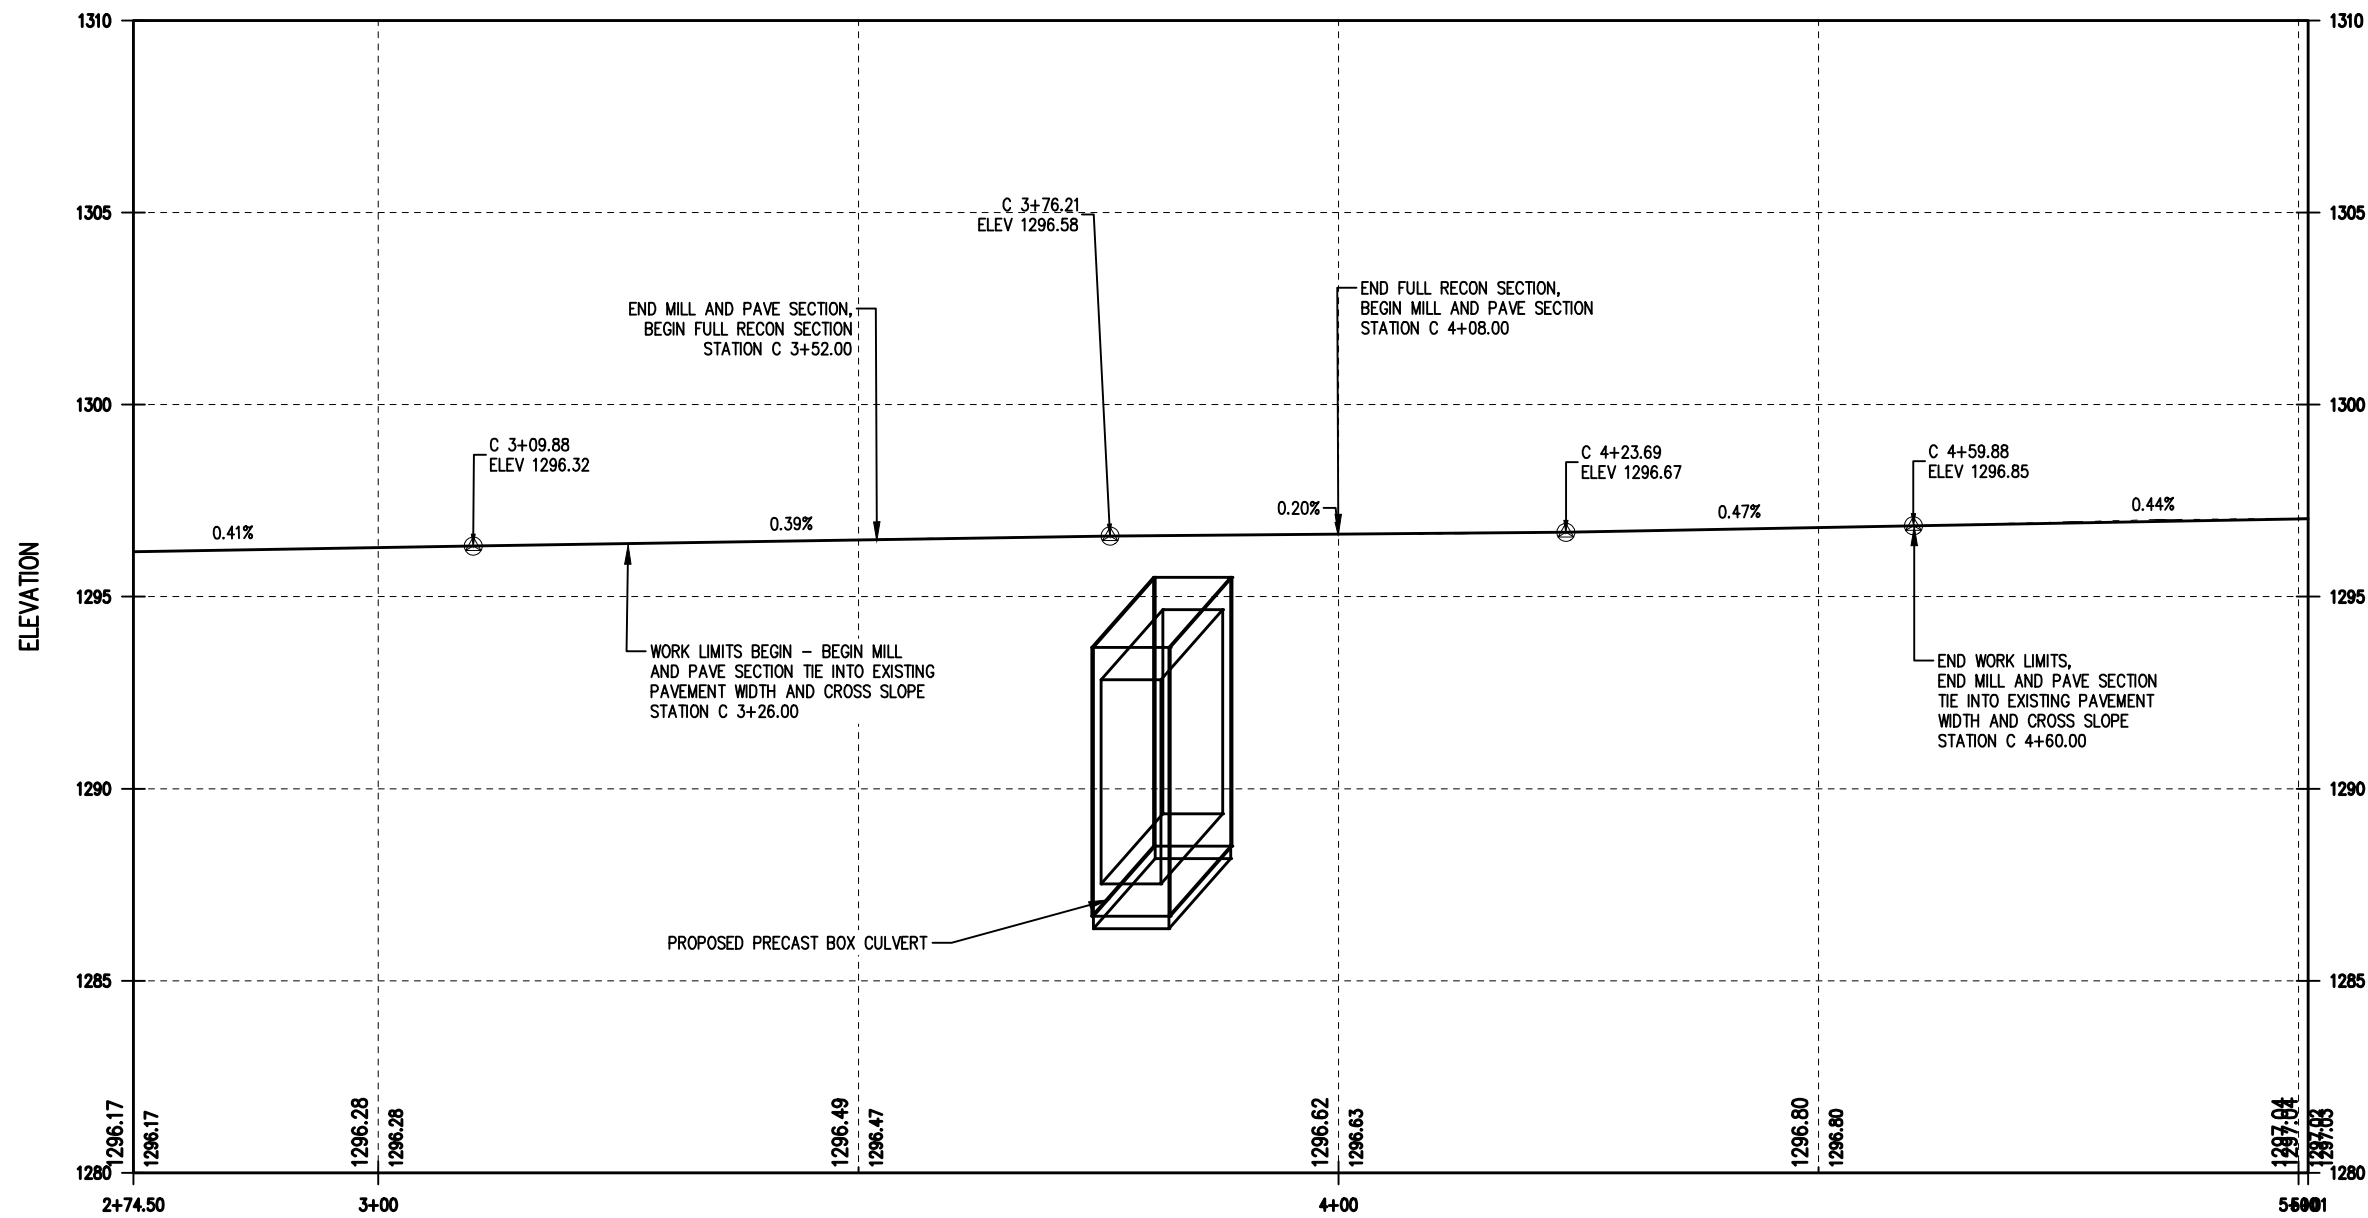 1310
1310
C 3+76.21
ELEV 1296.58
1305
1305
END FULL RECON SECTION,
BEGIN MILL AND PAVE SECTION
STATION C 4+08.00
END MILL AND PAVE SECTION,
BEGIN FULL RECON SECTION
STATION C 3+52.00
1300
1300
C 3+09.88
ELEV 1296.32
C 4+23.69
ELEV 1296.67
C 4+59.88
ELEV 1296.85
0.41%
0.39%
0.20%
0.47%
0.44%
ELEVATION
1295
1295
WORK LIMITS BEGIN - BEGIN MILL
AND PAVE SECTION TIE INTO EXISTING
PAVEMENT WIDTH AND CROSS SLOPE
STATION C 3+26.00
END WORK LIMITS,
END MILL AND PAVE SECTION
TIE INTO EXISTING PAVEMENT
WIDTH AND CROSS SLOPE
STATION C 4+60.00
1290
1290
PROPOSED PRECAST BOX CULVERT
1285
1285
1296.17
1296.17
1296.28
1296.28
1296.49
1296.47
1296.62
1296.63
1296.80
1296.80
1297.04
1297.04
1297.02
1297.03
1280
1280
2+74.50
3+00
4+00